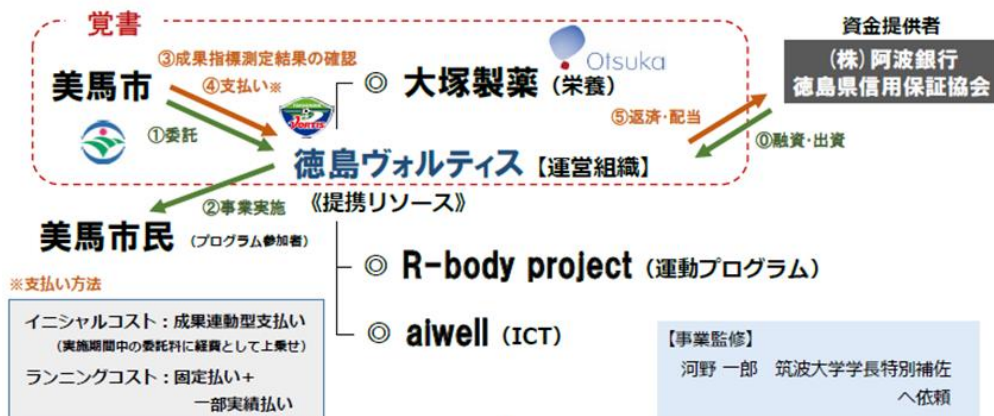 覚書
資金提供者
(株)阿波銀行
徳島県信用保証協会
③成果指標測定結果の確認
美馬市
④支払い※
◎ 大塚製薬（栄養）
Otsuka
⑤返済・配当
①委託
⓪融資・出資
VORTIS
徳島ヴォルティス【運営組織】
②事業実施
《提携リソース》
美馬市民（プログラム参加者）
◎ R-body project（運動プログラム）
※支払い方法
イニシャルコスト：成果連動型支払い
（実施期間中の委託料に経費として上乗せ）
ランニングコスト：固定払い＋
一部実績払い
◎ aiwell（ICT）
【事業監修】
河野 一郎　筑波大学学長特別補佐
へ依頼